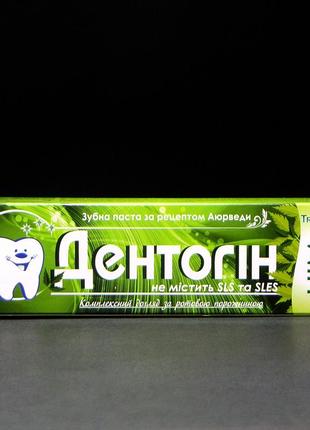 Зубна паста за рецептом Аюрведи
Дентогін
не містить SLS та SLES
Комплексний догляд за ротовою порожниною